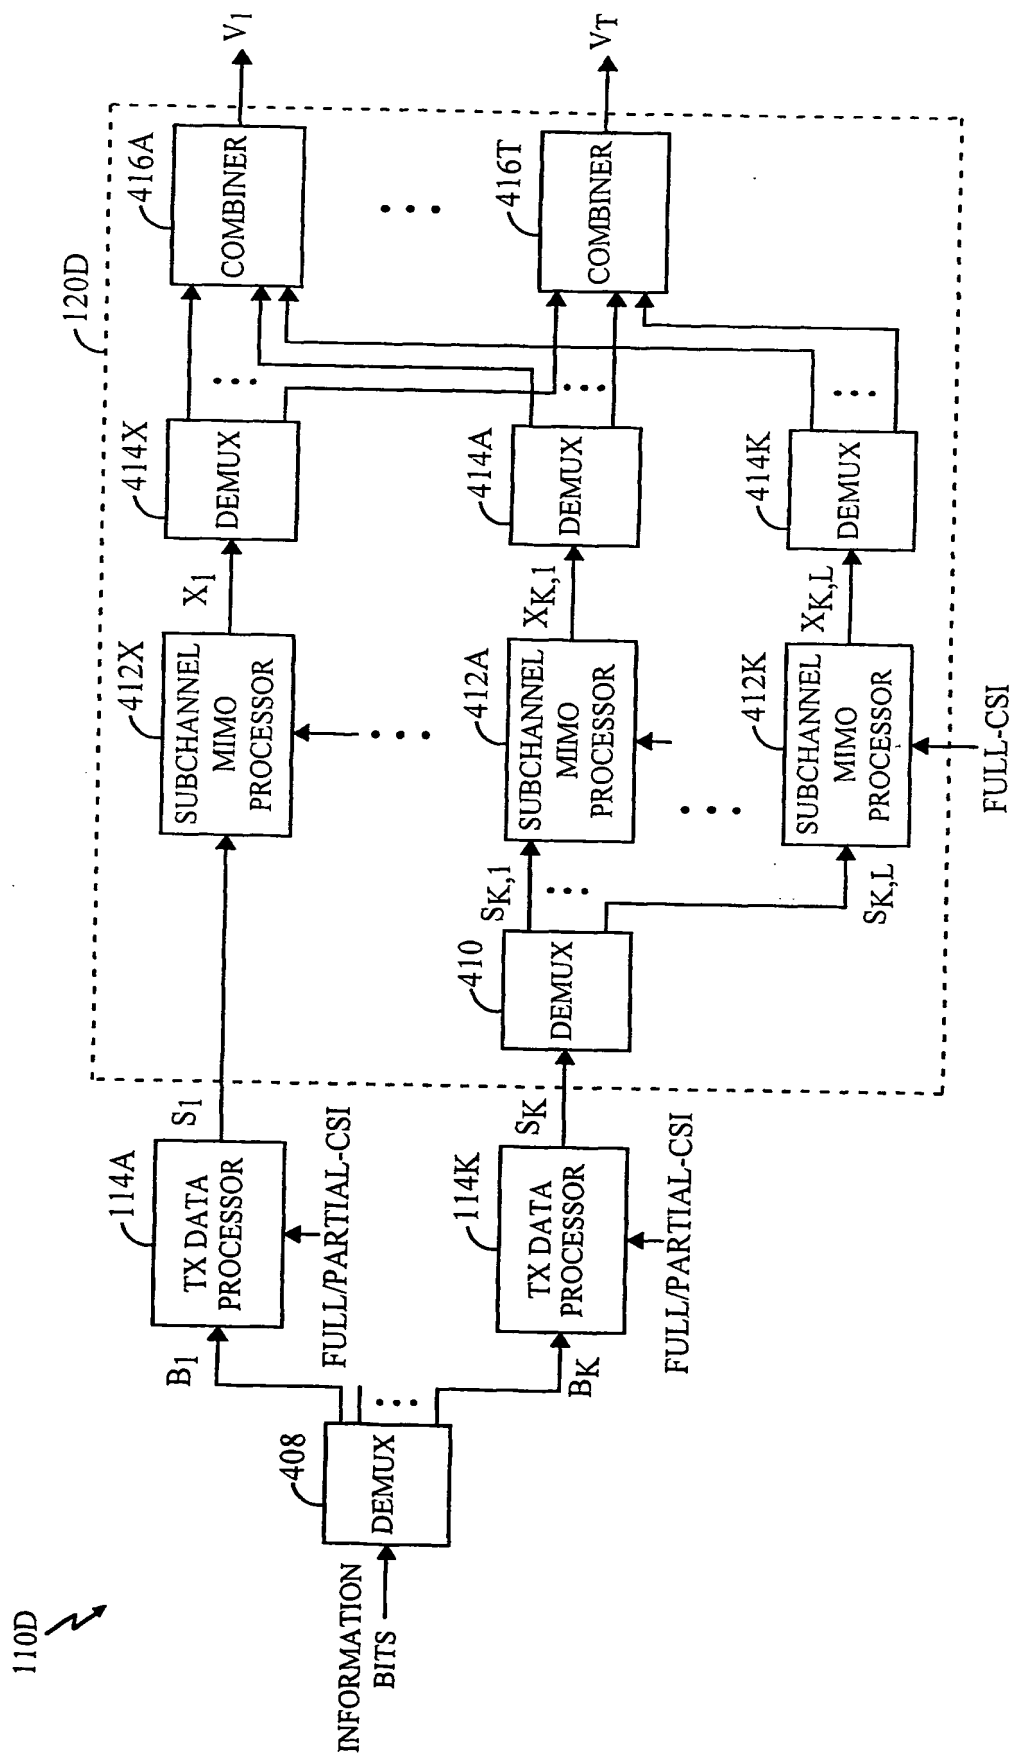 110D
INFORMATION
BITS
408
DEMUX
B1
BK
114A
TX DATA
PROCESSOR
FULL/PARTIAL-CSI
S1
114K
TX DATA
PROCESSOR
FULL/PARTIAL-CSI
SK
120D
410
DEMUX
SK,1
SK,L
412X
SUBCHANNEL
MIMO
PROCESSOR
X1
412A
SUBCHANNEL
MIMO
PROCESSOR
XK,1
412K
SUBCHANNEL
MIMO
PROCESSOR
XK,L
FULL-CSI
414X
DEMUX
414A
DEMUX
414K
DEMUX
416A
COMBINER
V1
416T
COMBINER
VT